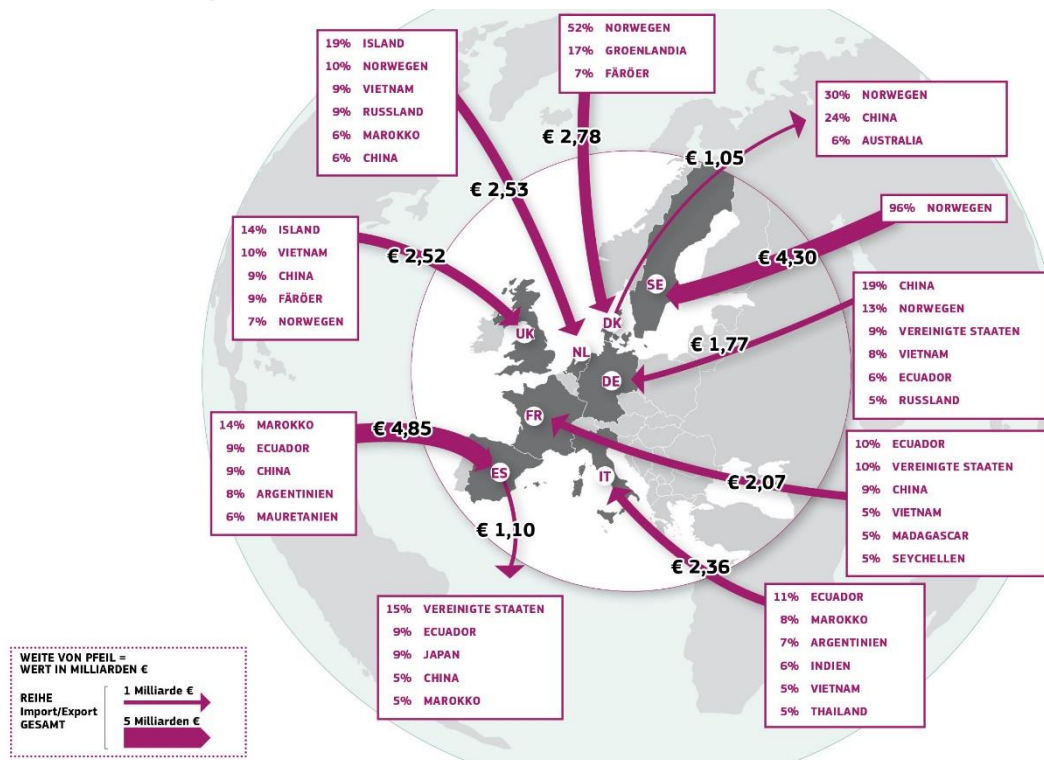 19% ISLAND
10% NORWEGEN
9% VIETNAM
9% RUSSLAND
6% MAROKKO
6% CHINA
52% NORWEGEN
17% GROENLANDIA
7% FÄRÖER
30% NORWEGEN
24% CHINA
6% AUSTRALIA
€ 2,78
€ 1,05
€ 2,53
96% NORWEGEN
14% ISLAND
10% VIETNAM
9% CHINA
9% FÄRÖER
7% NORWEGEN
€ 2,52
€ 4,30
SE
DK
UK
NL
€ 1,77
DE
19% CHINA
13% NORWEGEN
9% VEREINIGTE STAATEN
8% VIETNAM
6% ECUADOR
5% RUSSLAND
14% MAROKKO
9% ECUADOR
9% CHINA
8% ARGENTINIEN
6% MAURETANIEN
€ 4,85
FR
ES
IT
€ 2,07
10% ECUADOR
10% VEREINIGTE STAATEN
9% CHINA
5% VIETNAM
5% MADAGASCAR
5% SEYCHELLEN
€ 1,10
€ 2,36
15% VEREINIGTE STAATEN
9% ECUADOR
9% JAPAN
5% CHINA
5% MAROKKO
11% ECUADOR
8% MAROKKO
7% ARGENTINIEN
6% INDIEN
5% VIETNAM
5% THAILAND
WEITE VON PFEIL =
WERT IN MILLIARDEN €
REIHE
Import/Export
GESAMT
1 Milliarde €
5 Milliarden €